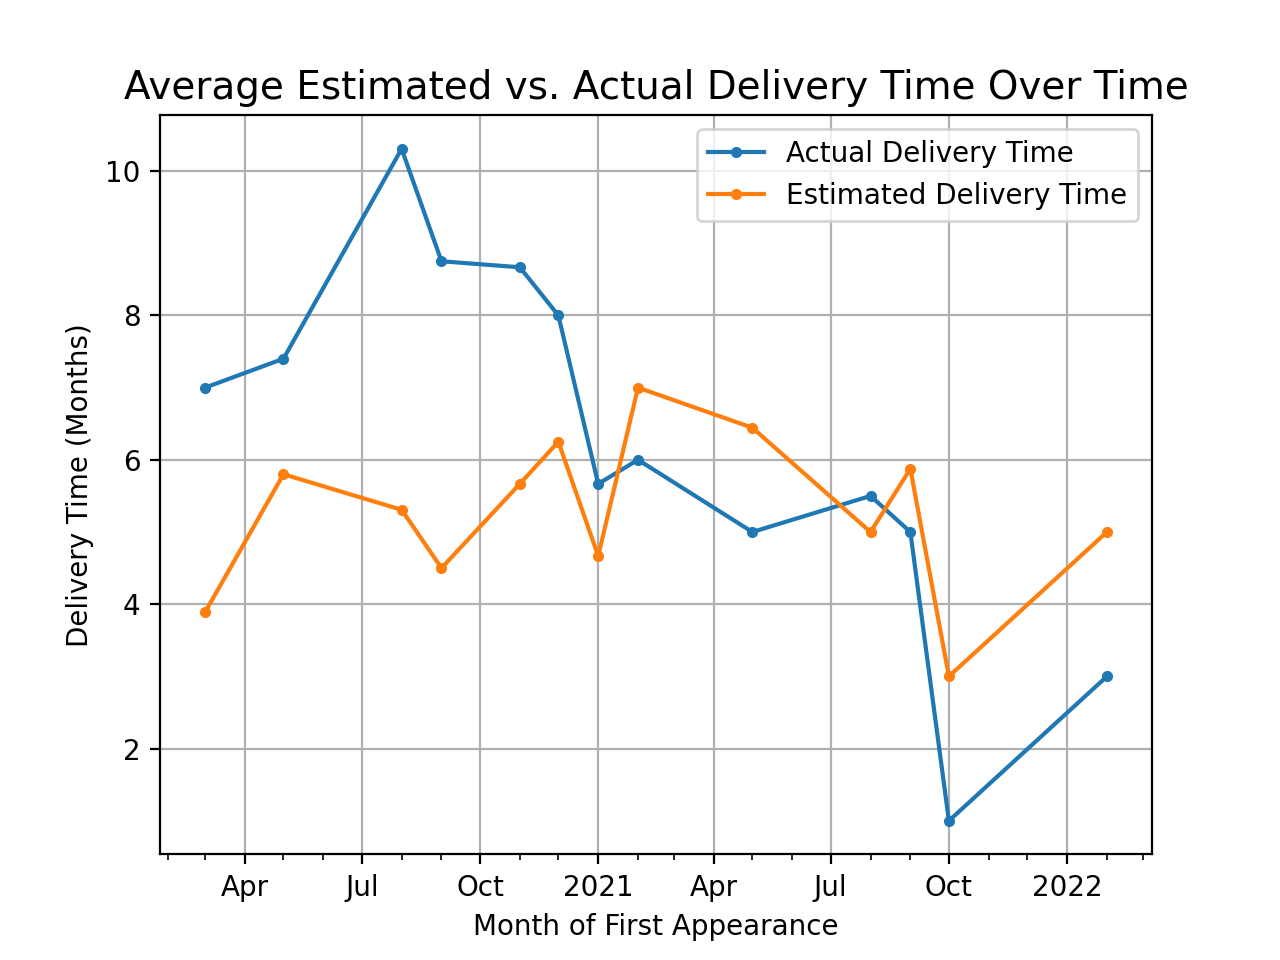 Average Estimated vs. Actual Delivery Time Over Time
Actual Delivery Time
Estimated Delivery Time
10
8
6
4
2
Delivery Time (Months)
Apr Jul Oct 2021 Apr Jul Oct 2022
Month of First Appearance